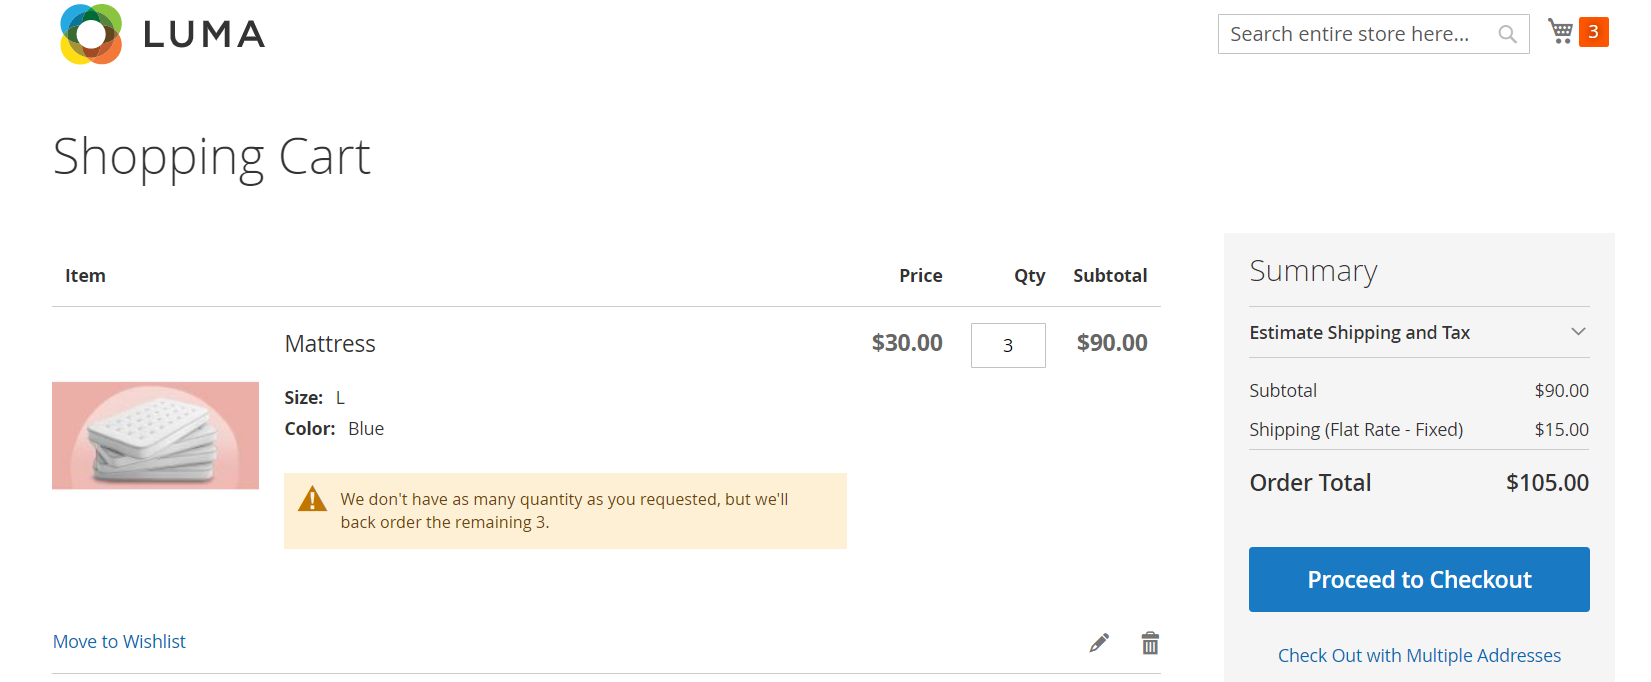 LUMA
Search entire store here...
3
Shopping Cart
Item Price Qty Subtotal
Mattress $30.00 3 $90.00
Size: L
Color: Blue
We don't have as many quantity as you requested, but we'll
back order the remaining 3.
Move to Wishlist
Summary
Estimate Shipping and Tax
Subtotal $90.00
Shipping (Flat Rate - Fixed) $15.00
Order Total $105.00
Proceed to Checkout
Check Out with Multiple Addresses